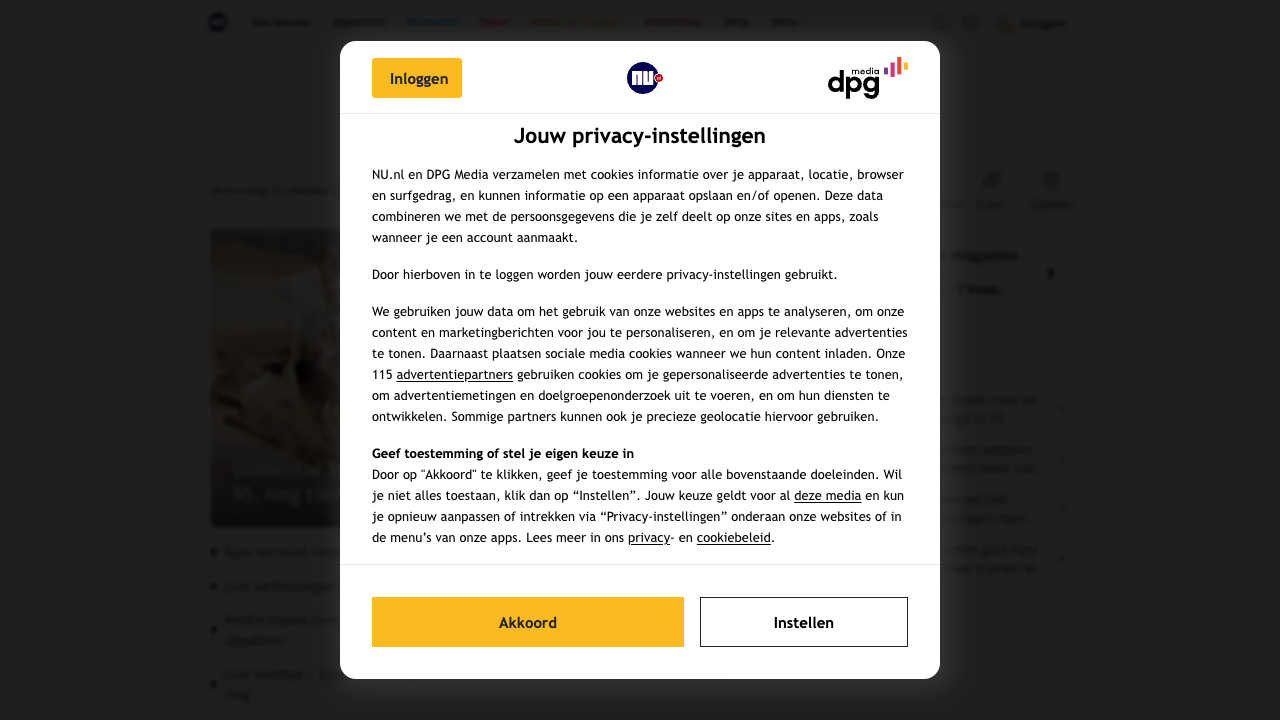 Inloggen
NU.nl
media
dpg
Jouw privacy-instellingen
NU.nl en DPG Media verzamelen met cookies informatie over je apparaat, locatie, browser
en surfgedrag, en kunnen informatie op een apparaat opslaan en/of openen. Deze data
combineren we met de persoonsgegevens die je zelf deelt op onze sites en apps, zoals
wanneer je een account aanmaakt.
Door hierboven in te loggen worden jouw eerdere privacy-instellingen gebruikt.
We gebruiken jouw data om het gebruik van onze websites en apps te analyseren, om onze
content en marketingberichten voor jou te personaliseren, en om je relevante advertenties
te tonen. Daarnaast plaatsen sociale media cookies wanneer we hun content inladen. Onze
115 advertentiepartners gebruiken cookies om je gepersonaliseerde advertenties te tonen,
om advertentiemetingen en doelgroepenonderzoek uit te voeren, en om hun diensten te
ontwikkelen. Sommige partners kunnen ook je precieze geolocatie hiervoor gebruiken.
Geef toestemming of stel je eigen keuze in
Door op "Akkoord" te klikken, geef je toestemming voor alle bovenstaande doeleinden. Wil
je niet alles toestaan, klik dan op “Instellen”. Jouw keuze geldt voor al deze media en kun
je opnieuw aanpassen of intrekken via “Privacy-instellingen” onderaan onze websites of in
de menu’s van onze apps. Lees meer in ons privacy- en cookiebeleid.
Akkoord
Instellen